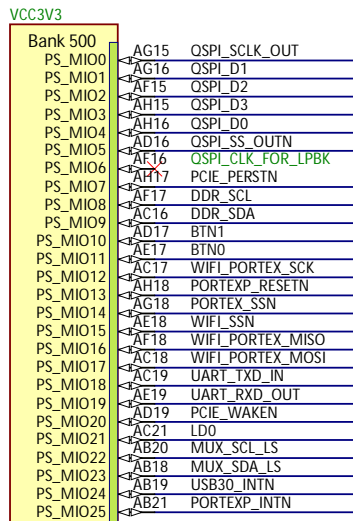 VCC3V3
Bank 500
PS_MIO0 AG15 QSPI_SCLK_OUT
PS_MIO1 AG16 QSPI_D1
PS_MIO2 AF15 QSPI_D2
PS_MIO3 AH15 QSPI_D3
PS_MIO4 AH16 QSPI_D0
PS_MIO5 AD16 QSPI_SS_OUTN
PS_MIO6 AF16 QSPI_CLK_FOR_LPBK
PS_MIO7 AH17 PCIE_PERSTN
PS_MIO8 AF17 DDR_SCL
PS_MIO9 AC16 DDR_SDA
PS_MIO10 AD17 BTN1
PS_MIO11 AE17 BTN0
PS_MIO12 AC17 WIFI_PORTEX_SCK
PS_MIO13 AH18 PORTEXP_RESETN
PS_MIO14 AG18 PORTEX_SSN
PS_MIO15 AE18 WIFI_SSN
PS_MIO16 AF18 WIFI_PORTEX_MISO
PS_MIO17 AC18 WIFI_PORTEX_MOSI
PS_MIO18 AC19 UART_TXD_IN
PS_MIO19 AE19 UART_RXD_OUT
PS_MIO20 AD19 PCIE_WAKEN
PS_MIO21 AC21 LD0
PS_MIO22 AB20 MUX_SCL_LS
PS_MIO23 AB18 MUX_SDA_LS
PS_MIO24 AB19 USB30_INTN
PS_MIO25 AB21 PORTEXP_INTN